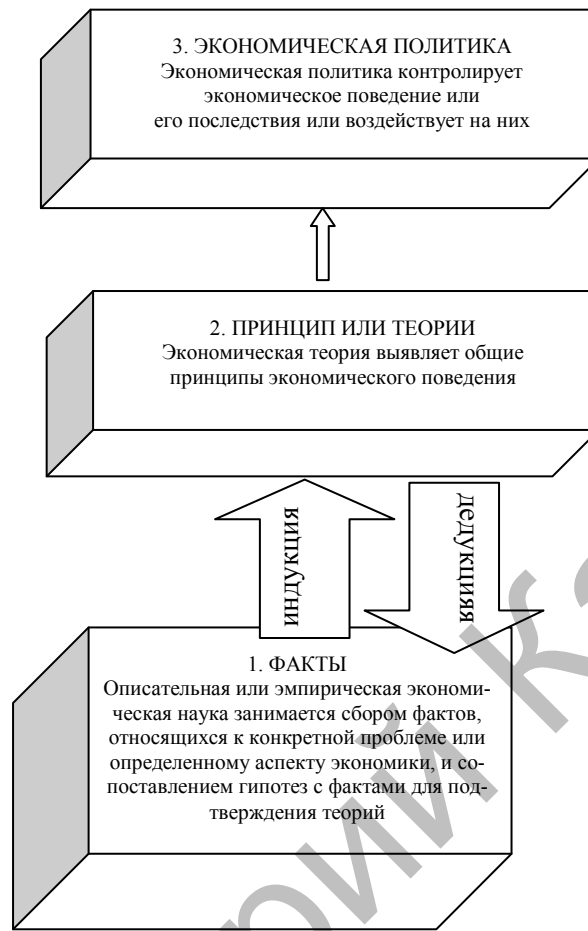 3. ЭКОНОМИЧЕСКАЯ ПОЛИТИКА
Экономическая политика контролирует
экономическое поведение или
его последствия или воздействует на них
2. ПРИНЦИП ИЛИ ТЕОРИИ
Экономическая теория выявляет общие
принципы экономического поведения
индукция
дедукцияя
1. ФАКТЫ
Описательная или эмпирическая экономи-
ческая наука занимается сбором фактов,
относящихся к конкретной проблеме или
определенному аспекту экономики, и со-
поставлением гипотез с фактами для под-
тверждения теорий